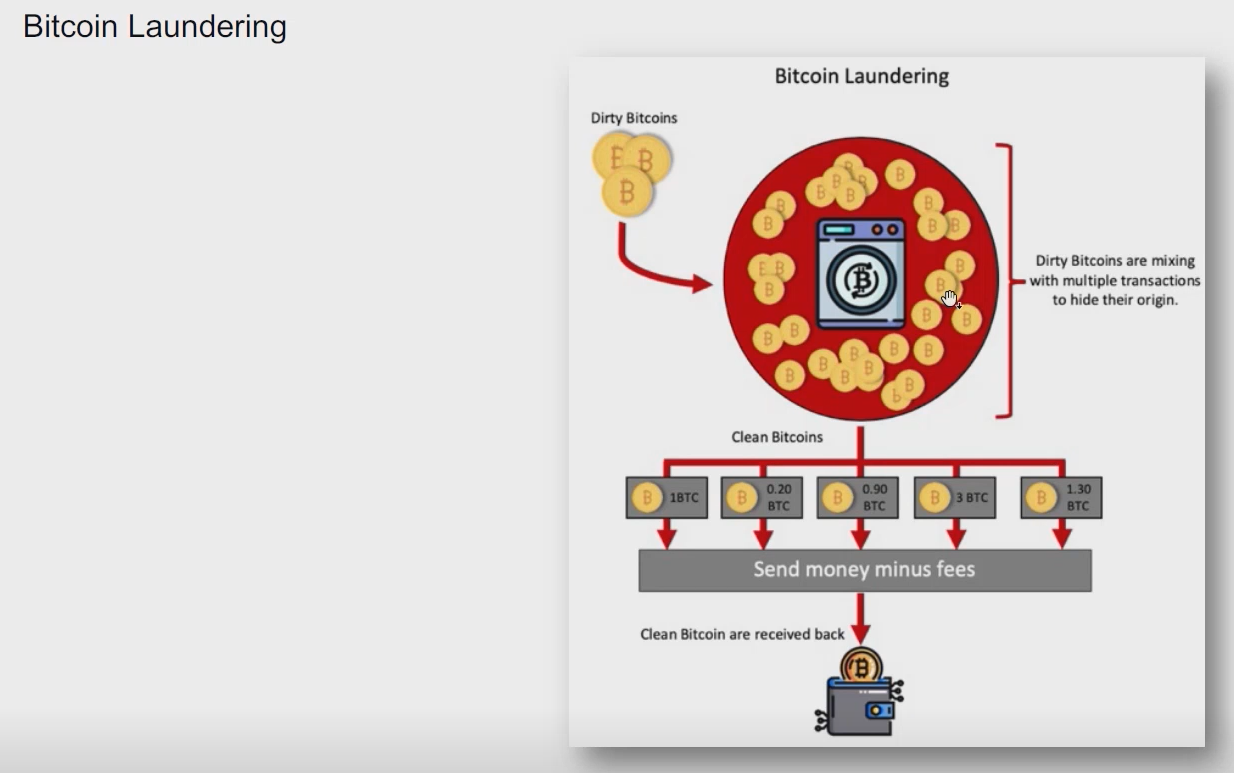 Bitcoin Laundering
Bitcoin Laundering
Dirty Bitcoins
Dirty Bitcoins are mixing
with multiple transactions
to hide their origin.
Clean Bitcoins
1BTC
0.20
BTC
0.90
BTC
3 BTC
1.30
BTC
Send money minus fees
Clean Bitcoin are received back